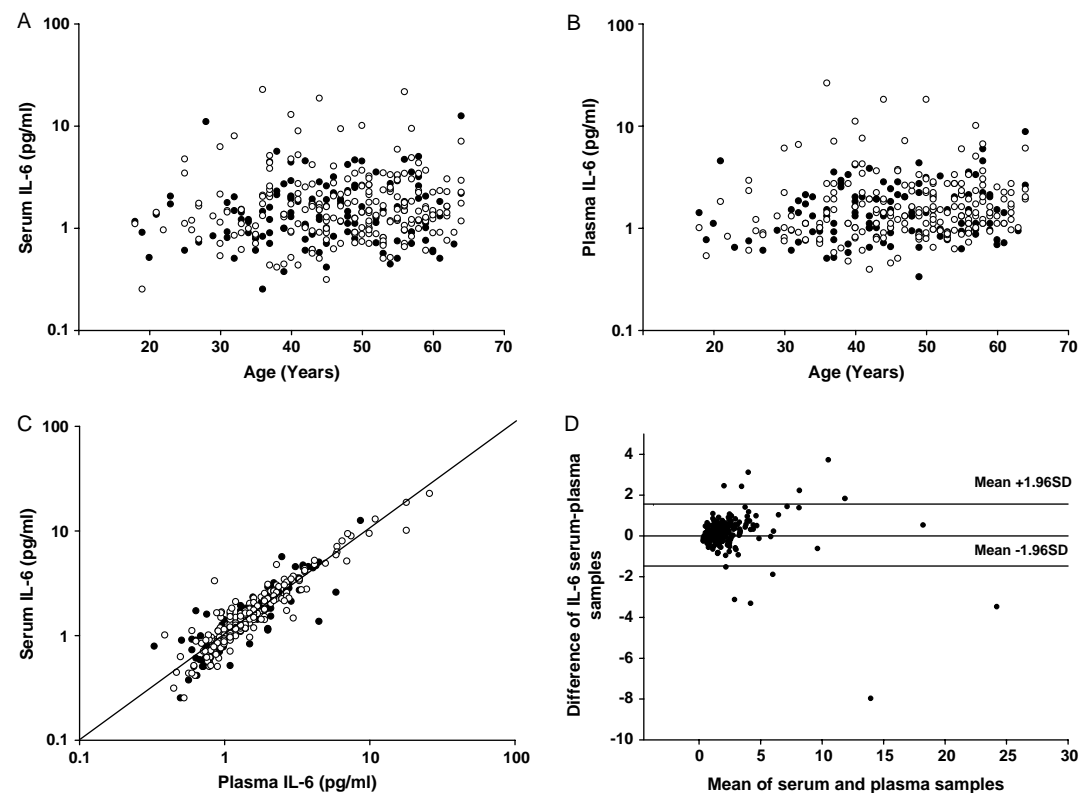 A
100
10
1
0.1
Serum IL-6 (pg/ml)
20 30 40 50 60 70
Age (Years)
B
100
10
1
0.1
Plasma IL-6 (pg/ml)
20 30 40 50 60 70
Age (Years)
C
100
10
1
0.1
Serum IL-6 (pg/ml)
0.1 1 10 100
Plasma IL-6 (pg/ml)
D
4
2
0
-2
-4
-6
-8
-10
Difference of IL-6 serum-plasma
samples
Mean +1.96SD
Mean -1.96SD
0 5 10 15 20 25 30
Mean of serum and plasma samples